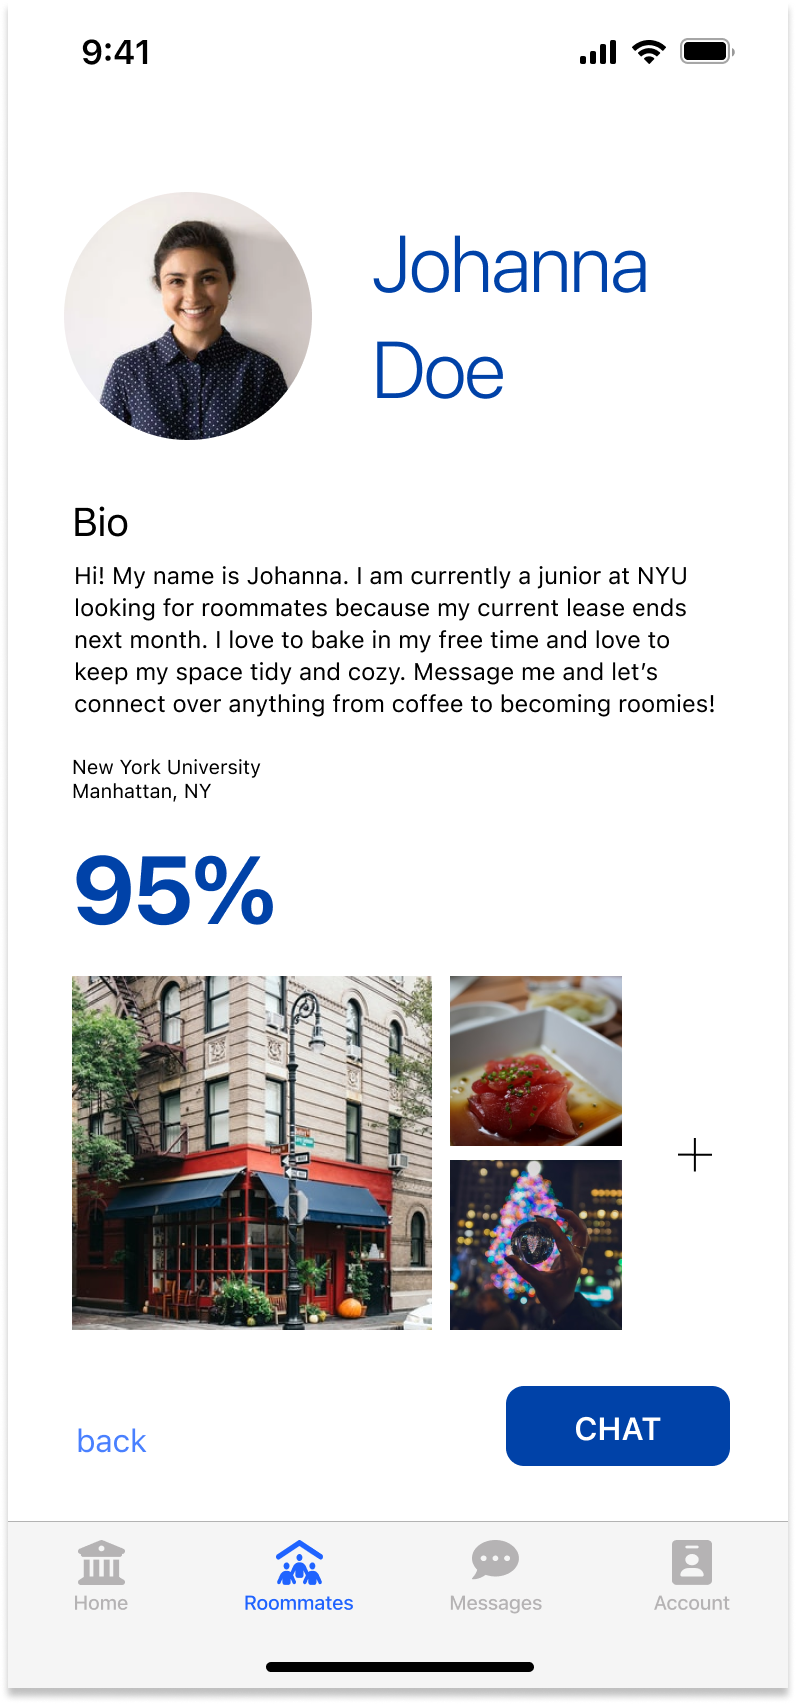 9:41
Johanna
Doe
Bio
Hi! My name is Johanna. I am currently a junior at NYU
looking for roommates because my current lease ends
next month. I love to bake in my free time and love to
keep my space tidy and cozy. Message me and let’s
connect over anything from coffee to becoming roomies!
New York University
Manhattan, NY
95%
back
CHAT
Home
Roommates
Messages
Account